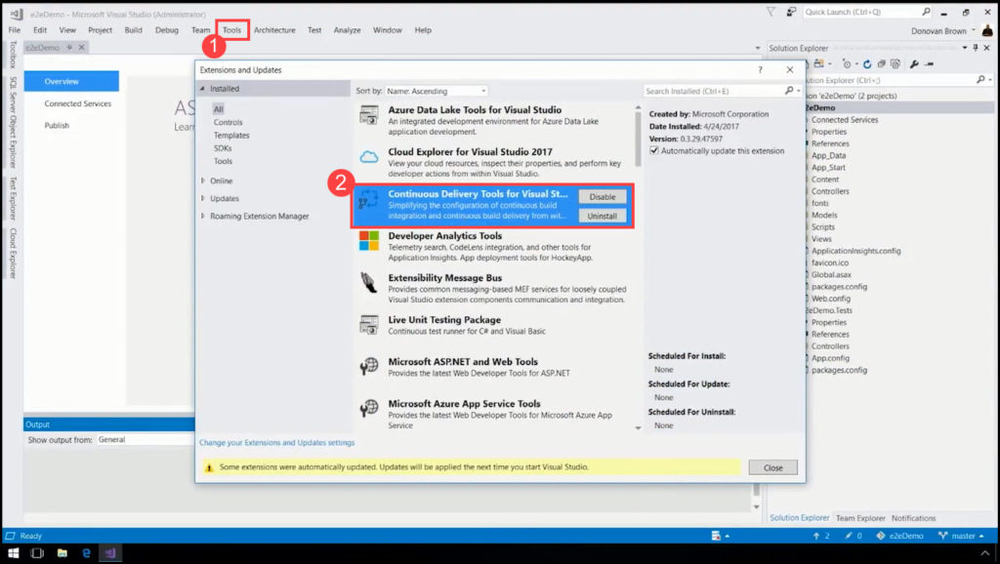 e2eDemo - Microsoft Visual Studio (Administrator)
Quick Launch (Ctrl+Q)
File Edit View Project Build Debug Team Tools Architecture Test Analyze Window Help
Donovan Brown
1
e2eDemo
Solution Explorer
Toolbox
SQL Server Object Explorer
Test Explorer
Cloud Explorer
Overview
Connected Services
Publish
AS
Learn
Extensions and Updates
Installed
All
Controls
Templates
SDKs
Tools
Online
Updates
Roaming Extension Manager
Sort by: Name: Ascending
Azure Data Lake Tools for Visual Studio
An integrated development environment for Azure Data Lake
application development.
Cloud Explorer for Visual Studio 2017
View your cloud resources, inspect their properties, and perform key
developer actions from within Visual Studio.
2
Continuous Delivery Tools for Visual St...
Simplifying the configuration of continuous build
integration and continuous build delivery from wit...
Disable
Uninstall
Developer Analytics Tools
Telemetry search, CodeLens integration, and other tools for
Application Insights. App deployment tools for HockeyApp.
Extensibility Message Bus
Provides common messaging-based MEF services for loosely coupled
Visual Studio extension components communication and integration.
Live Unit Testing Package
Continuous test runner for C# and Visual Basic
Microsoft ASP.NET and Web Tools
Provides the latest Web Developer Tools for ASP.NET
Microsoft Azure App Service Tools
Provides the latest Web Developer Tools for Microsoft Azure App
Service
Search Installed (Ctrl+E)
Created by: Microsoft Corporation
Date Installed: 4/24/2017
Version: 0.3.29.47597
Automatically update this extension
Scheduled For Install:
None
Scheduled For Update:
None
Scheduled For Uninstall:
None
Change your Extensions and Updates settings
Some extensions were automatically updated. Updates will be applied the next time you start Visual Studio.
Close
olution Explorer (Ctrl+;)
on 'e2eDemo' (2 projects)
2eDemo
Connected Services
Properties
References
App_Data
App_Start
Content
Controllers
fonts
Models
Scripts
Views
ApplicationInsights.config
favicon.ico
Global.asax
packages.config
Web.config
2eDemo.Tests
Properties
References
Controllers
App.config
packages.config
Output
Show output from: General
Solution Explorer Team Explorer Notifications
Ready
2 0 e2eDemo master